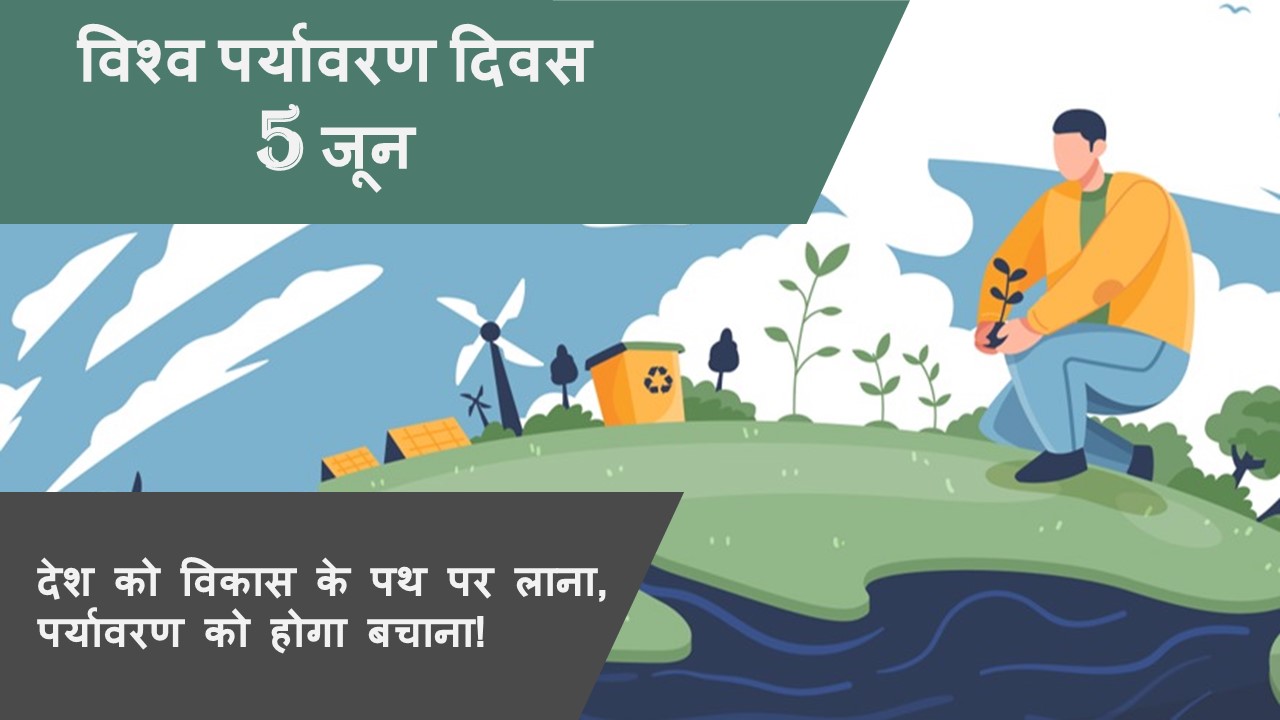 विश्व पर्यावरण दिवस
5 जून
देश को विकास के पथ पर लाना,
पर्यावरण को होगा बचाना!